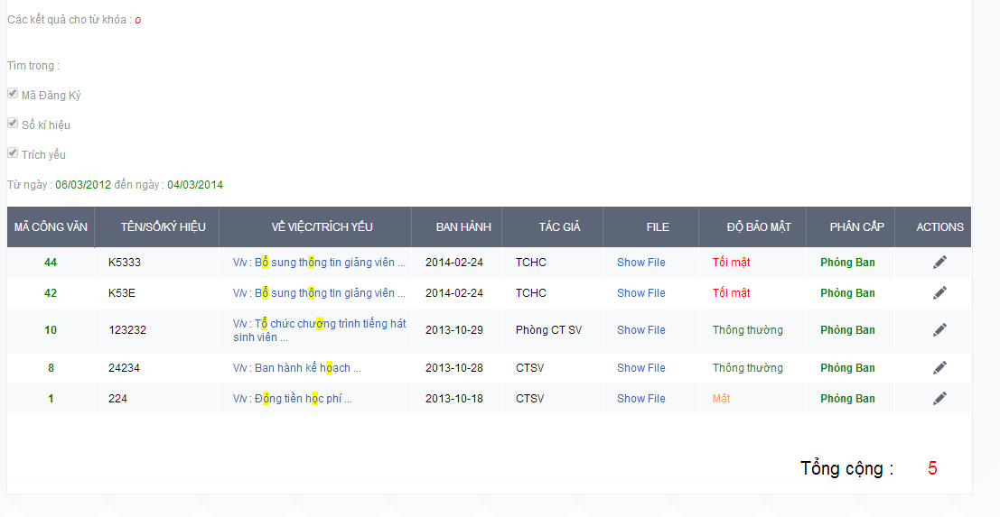 Các kết quả cho từ khóa : o
Tìm trong :
Mã Đăng Ký
Số kí hiệu
Trích yếu
Từ ngày : 06/03/2012 đến ngày : 04/03/2014
MÃ CÔNG VĂN TÊN/SỐ/KÝ HIỆU VỀ VIỆC/TRÍCH YẾU BAN HÀNH TÁC GIẢ FILE ĐỘ BẢO MẬT PHÂN CẤP ACTIONS
44 K5333 V/v : Bổ sung thông tin giảng viên ... 2014-02-24 TCHC Show File Tối mật Phòng Ban
42 K53E V/v : Bổ sung thông tin giảng viên ... 2014-02-24 TCHC Show File Tối mật Phòng Ban
10 123232 V/v : Tổ chức chương trình tiếng hát 2013-10-29 Phòng CT SV Show File Thông thường Phòng Ban
sinh viên ...
8 24234 V/v : Ban hành kế hoạch ... 2013-10-28 CTSV Show File Thông thường Phòng Ban
1 224 V/v : Đóng tiền học phí ... 2013-10-18 CTSV Show File Mật Phòng Ban
Tổng cộng : 5